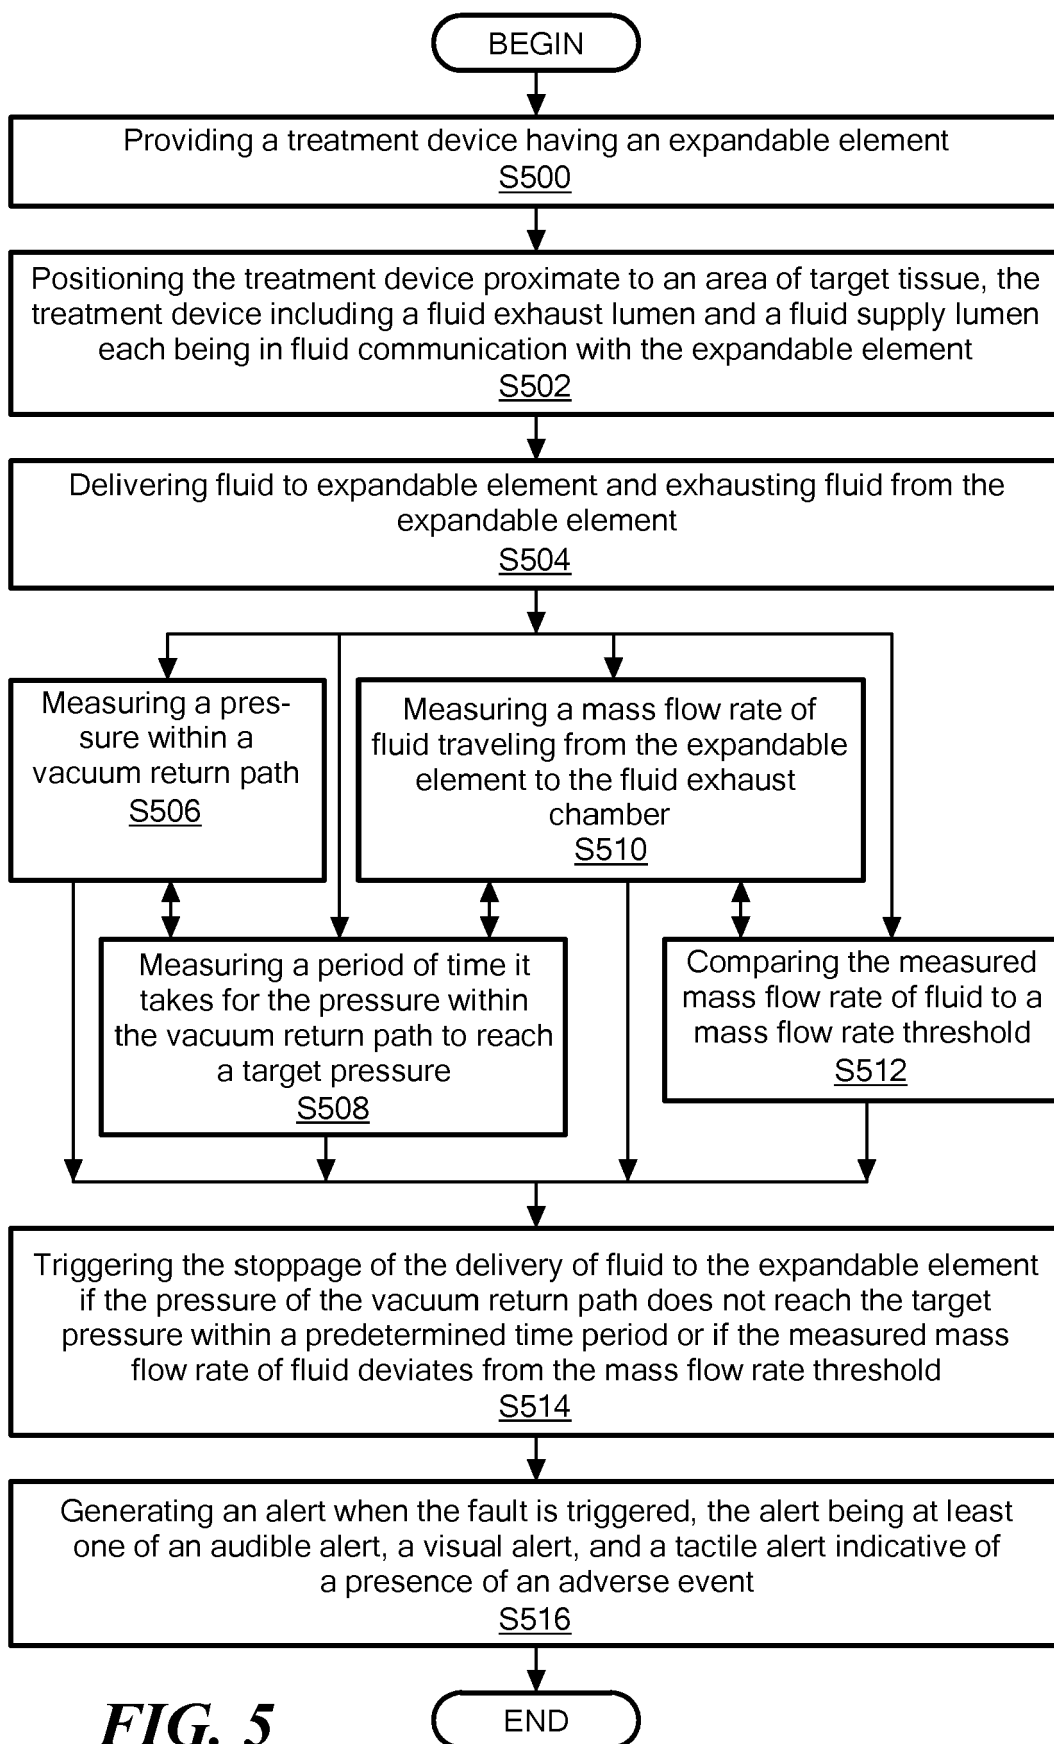 BEGIN
Providing a treatment device having an expandable element
S500
Positioning the treatment device proximate to an area of target tissue, the
treatment device including a fluid exhaust lumen and a fluid supply lumen
each being in fluid communication with the expandable element
S502
Delivering fluid to expandable element and exhausting fluid from the
expandable element
S504
Measuring a pres-
sure within a
vacuum return path
S506
Measuring a mass flow rate of
fluid traveling from the expandable
element to the fluid exhaust
chamber
S510
Measuring a period of time it
takes for the pressure within
the vacuum return path to reach
a target pressure
S508
Comparing the measured
mass flow rate of fluid to a
mass flow rate threshold
S512
Triggering the stoppage of the delivery of fluid to the expandable element
if the pressure of the vacuum return path does not reach the target
pressure within a predetermined time period or if the measured mass
flow rate of fluid deviates from the mass flow rate threshold
S514
Generating an alert when the fault is triggered, the alert being at least
one of an audible alert, a visual alert, and a tactile alert indicative of
a presence of an adverse event
S516
END
FIG. 5